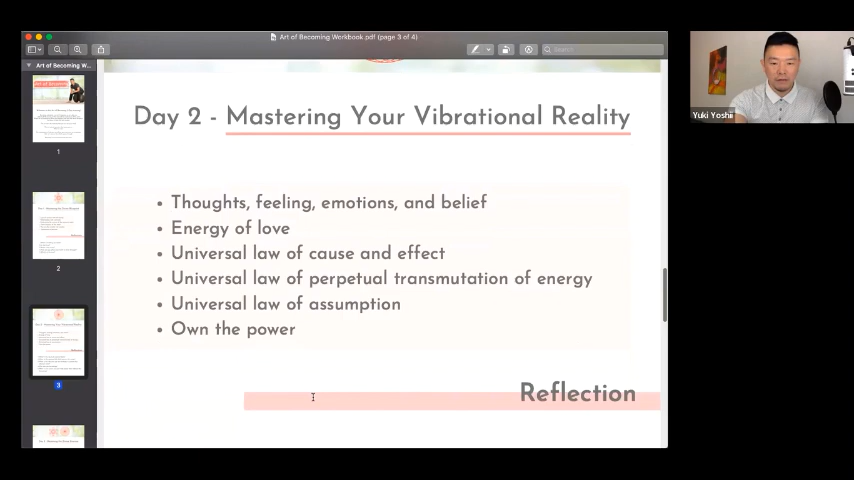 Art of Becoming Workbook.pdf (page 3 of 4)
Search
Art of Becoming W...
1
2
3
Day 2 - Mastering Your Vibrational Reality
Thoughts, feeling, emotions, and belief
Energy of love
Universal law of cause and effect
Universal law of perpetual transmutation of energy
Universal law of assumption
Own the power
Reflection
Yuki Yoshii